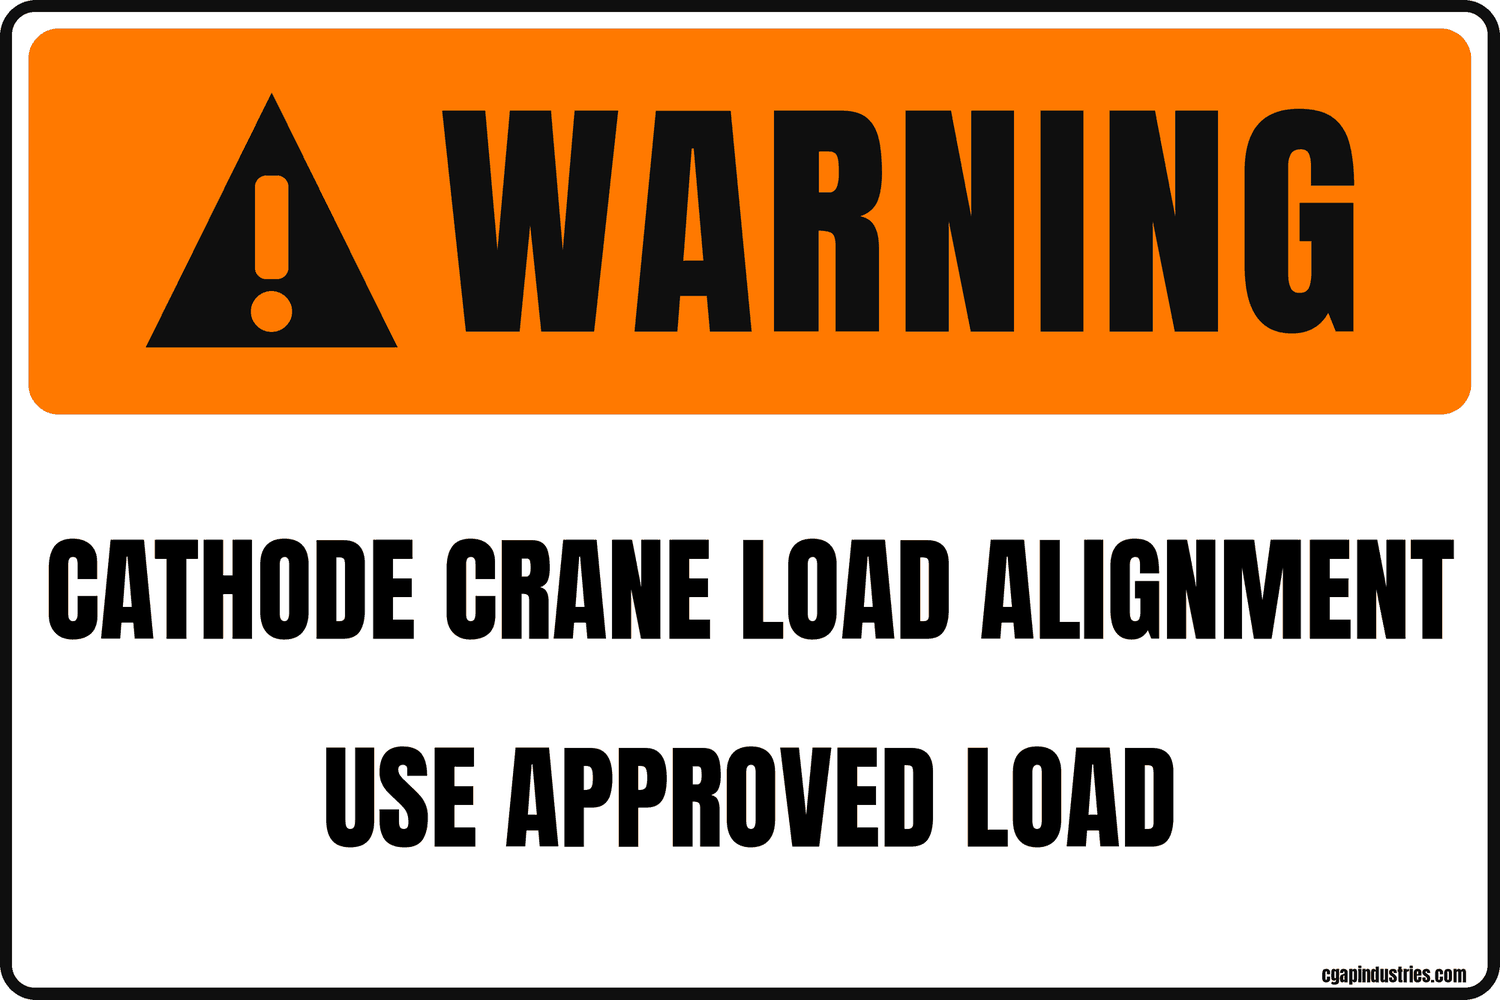 WARNING
CATHODE CRANE LOAD ALIGNMENT
USE APPROVED LOAD
cgapindustries.com